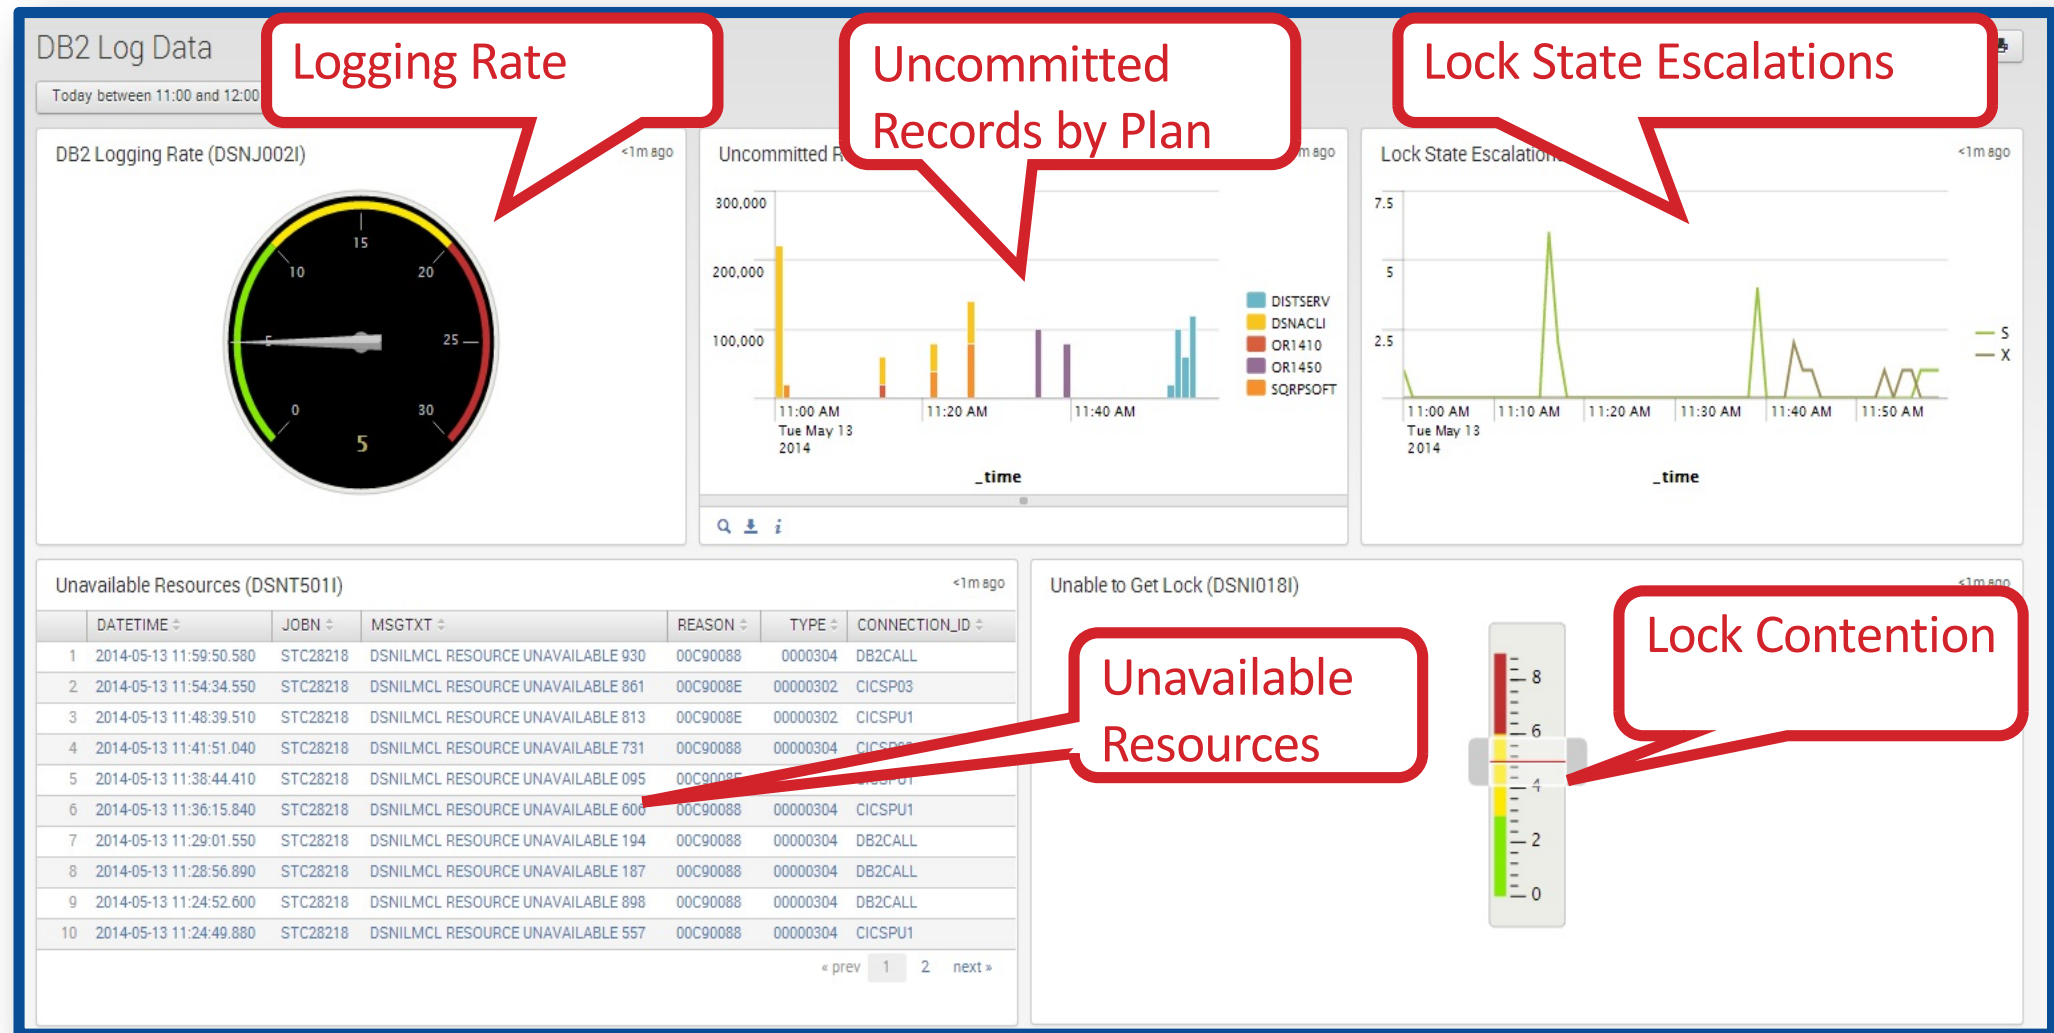 DB2 Log Data
Logging Rate
Uncommitted
Records by Plan
Lock State Escalations
Today between 11:00 and 12:00
DB2 Logging Rate (DSNJ002I)
<1m ago
0
5
10
15
20
25
30
5
Uncommitted
m ago
300,000
200,000
100,000
11:00 AM
Tue May 13
2014
11:20 AM
11:40 AM
_time
DISTSERV
DSNACLI
OR1410
OR1450
SQRPSOFT
Lock State Escalation
<1m ago
7.5
5
2.5
11:00 AM
Tue May 13
2014
11:10 AM
11:20 AM
11:30 AM
11:40 AM
11:50 AM
_time
S
X
Unavailable Resources (DSNT501I)
<1m ago
DATETIME JOBN MSGTXT REASON TYPE CONNECTION_ID
1 2014-05-13 11:59:50.580 STC28218 DSNILMCL RESOURCE UNAVAILABLE 930 00C90088 0000304 DB2CALL
2 2014-05-13 11:54:34.550 STC28218 DSNILMCL RESOURCE UNAVAILABLE 861 00C9008E 00000302 CICSP03
3 2014-05-13 11:48:39.510 STC28218 DSNILMCL RESOURCE UNAVAILABLE 813 00C9008E 00000302 CICSPU1
4 2014-05-13 11:41:51.040 STC28218 DSNILMCL RESOURCE UNAVAILABLE 731 00C90088 00000304
5 2014-05-13 11:38:44.410 STC28218 DSNILMCL RESOURCE UNAVAILABLE 095
6 2014-05-13 11:36:15.840 STC28218 DSNILMCL RESOURCE UNAVAILABLE 606 00C90088 00000304 CICSPU1
7 2014-05-13 11:29:01.550 STC28218 DSNILMCL RESOURCE UNAVAILABLE 194 00C90088 00000304 DB2CALL
8 2014-05-13 11:28:56.890 STC28218 DSNILMCL RESOURCE UNAVAILABLE 187 00C90088 00000304 DB2CALL
9 2014-05-13 11:24:52.600 STC28218 DSNILMCL RESOURCE UNAVAILABLE 898 00C90088 00000304 DB2CALL
10 2014-05-13 11:24:49.880 STC28218 DSNILMCL RESOURCE UNAVAILABLE 557 00C90088 00000304 CICSPU1
« prev 1 2 next »
Unavailable
Resources
Unable to Get Lock (DSNI018I)
<1m ago
8
6
4
2
0
Lock Contention